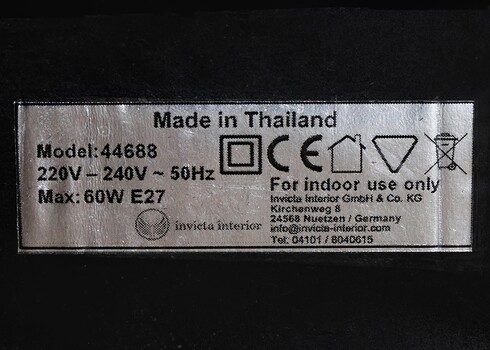 Made in Thailand
Model:44688
220V – 240V ~ 50Hz
Max: 60W E27
CE
For indoor use only
Invicta Interior GmbH & Co. KG
Kirchenweg 8
24568 Nuetzen / Germany
info@invicta-interior.com
Tel. 04101 / 8040615
invicta interior